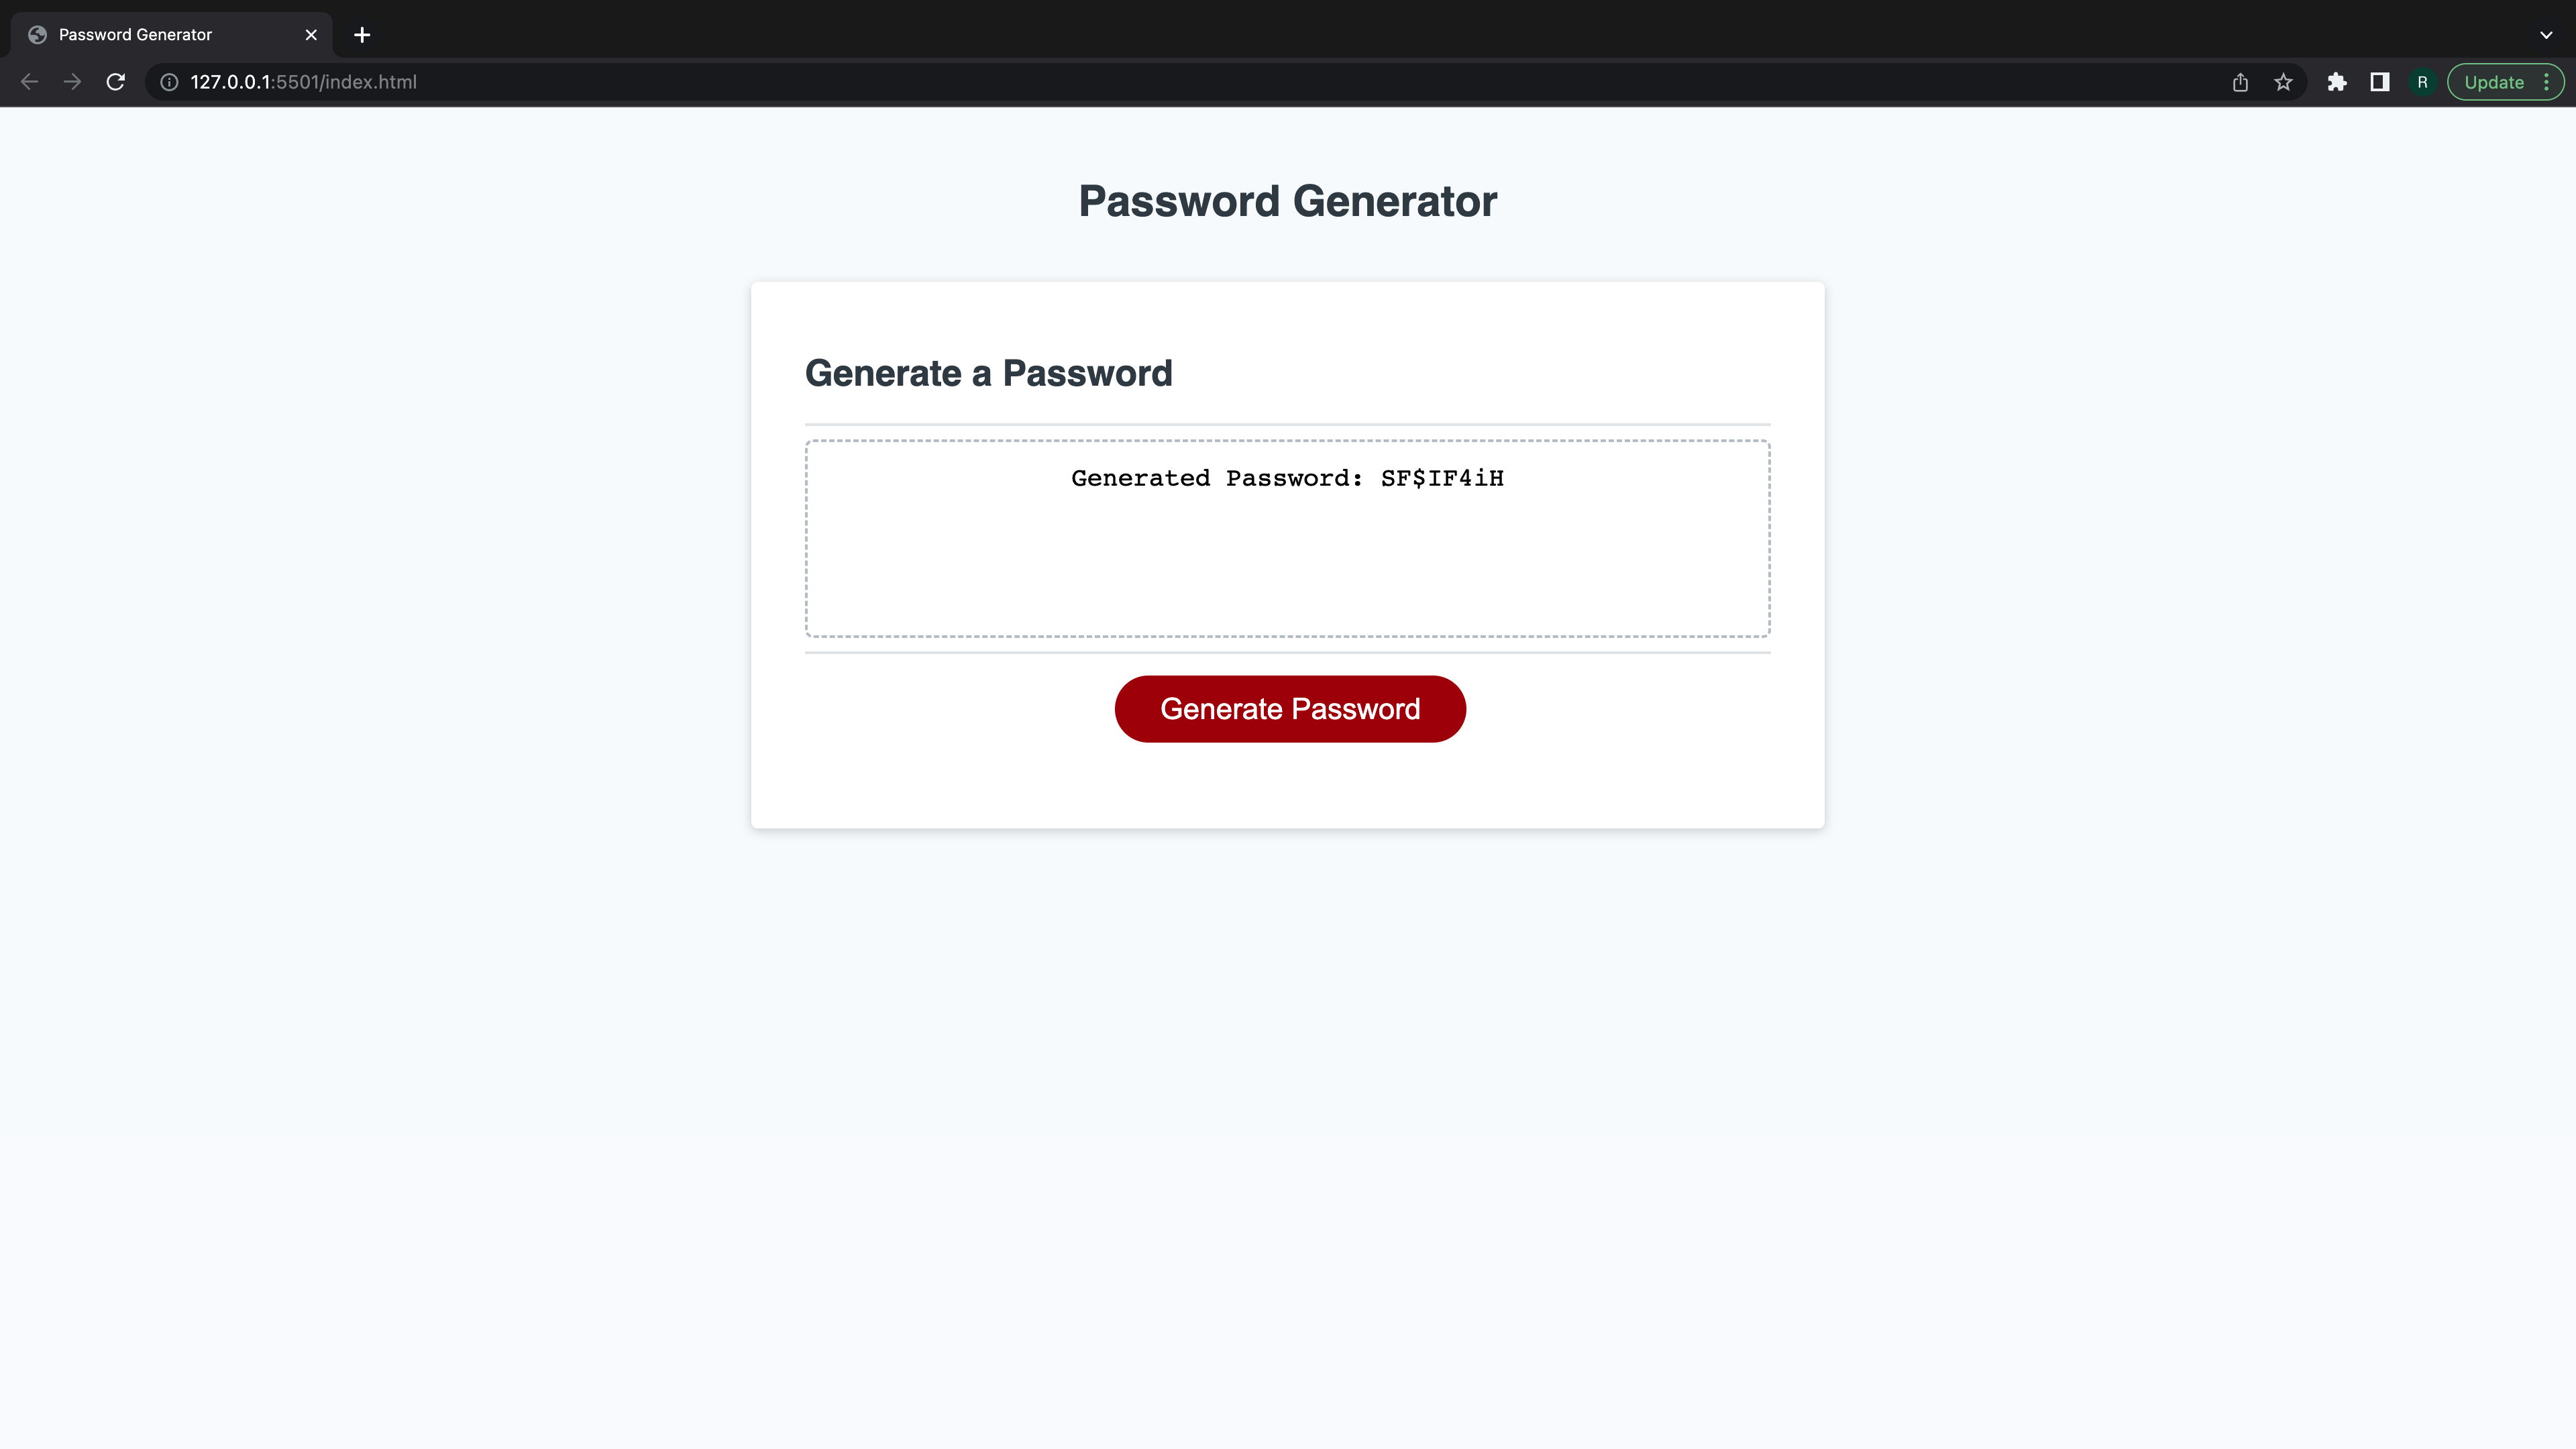 Password Generator
127.0.0.1:5501/index.html
R
Update
Password Generator
Generate a Password
Generated Password: SF$IF4iH
Generate Password